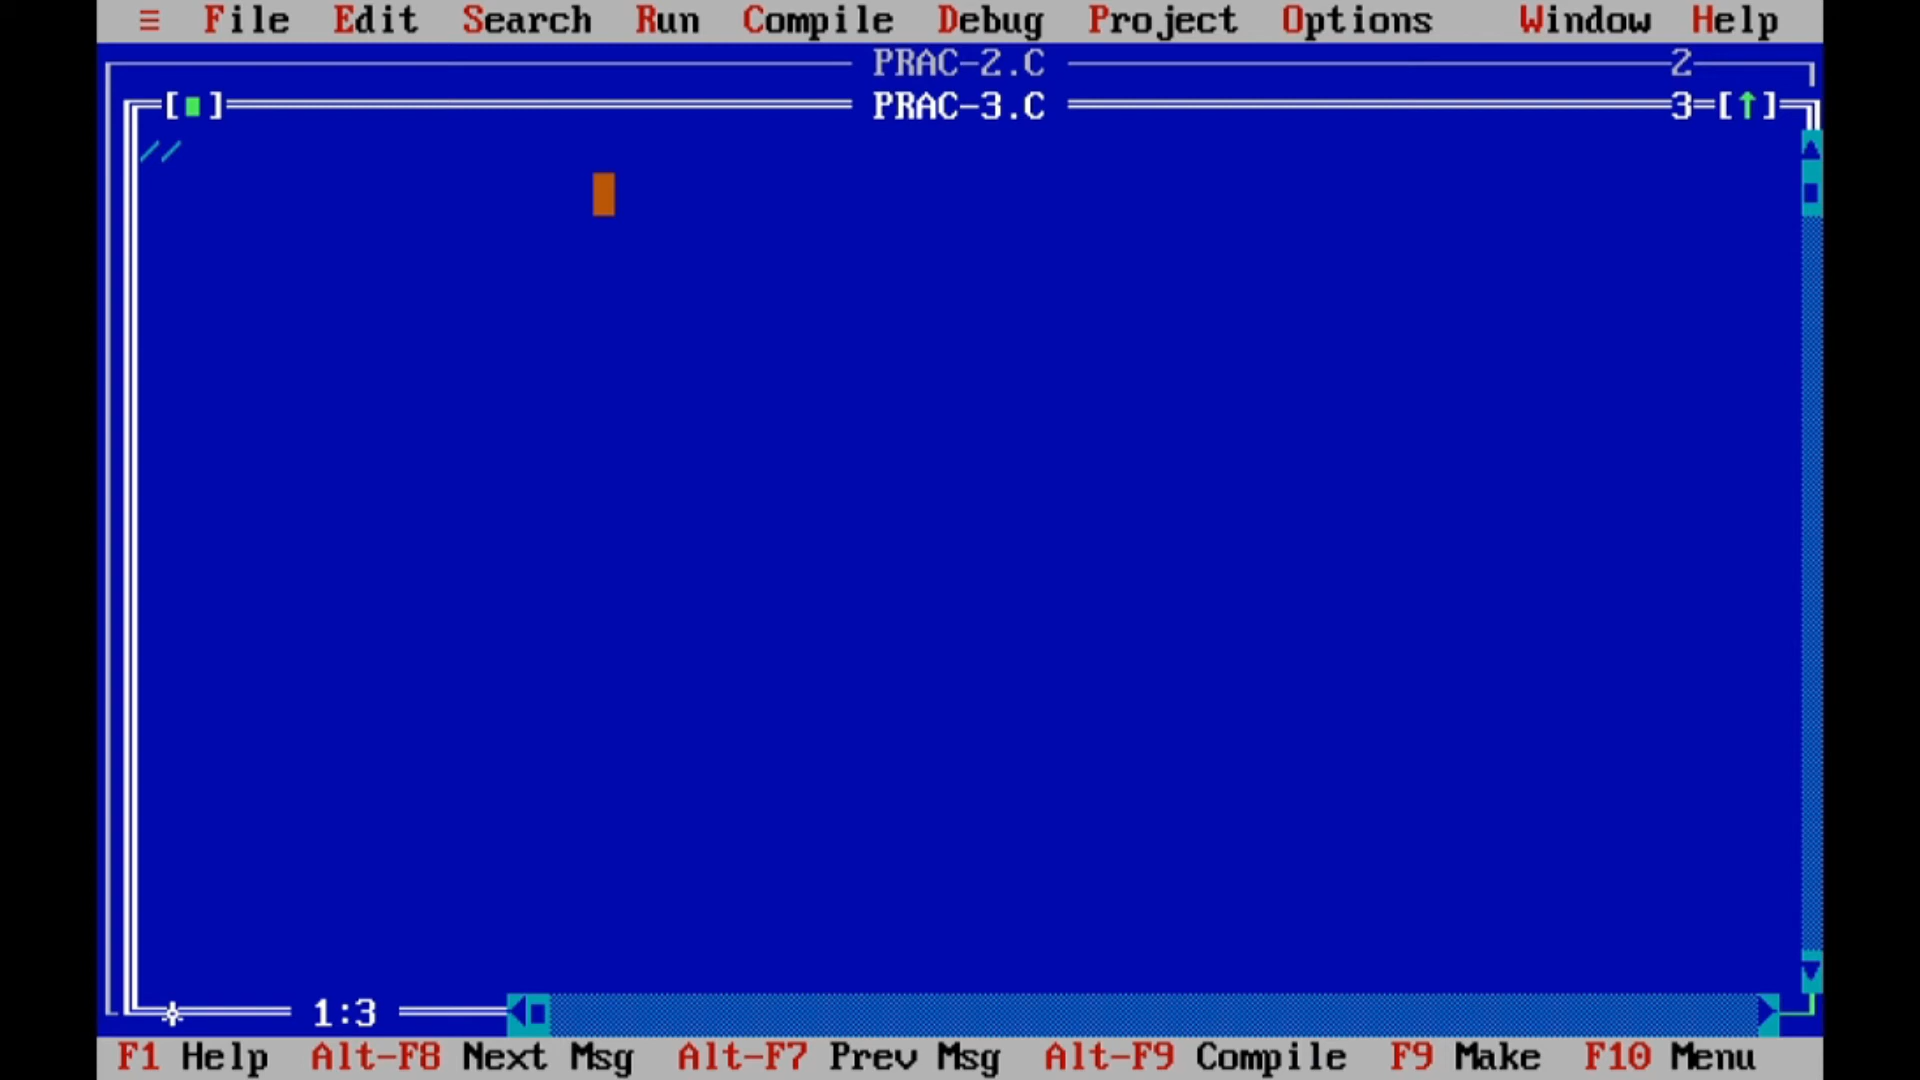 ≡ File Edit Search Run Compile Debug Project Options Window Help
PRAC-2.C 2
[■] PRAC-3.C 3=[↑]
//
1:3
F1 Help Alt-F8 Next Msg Alt-F7 Prev Msg Alt-F9 Compile F9 Make F10 Menu